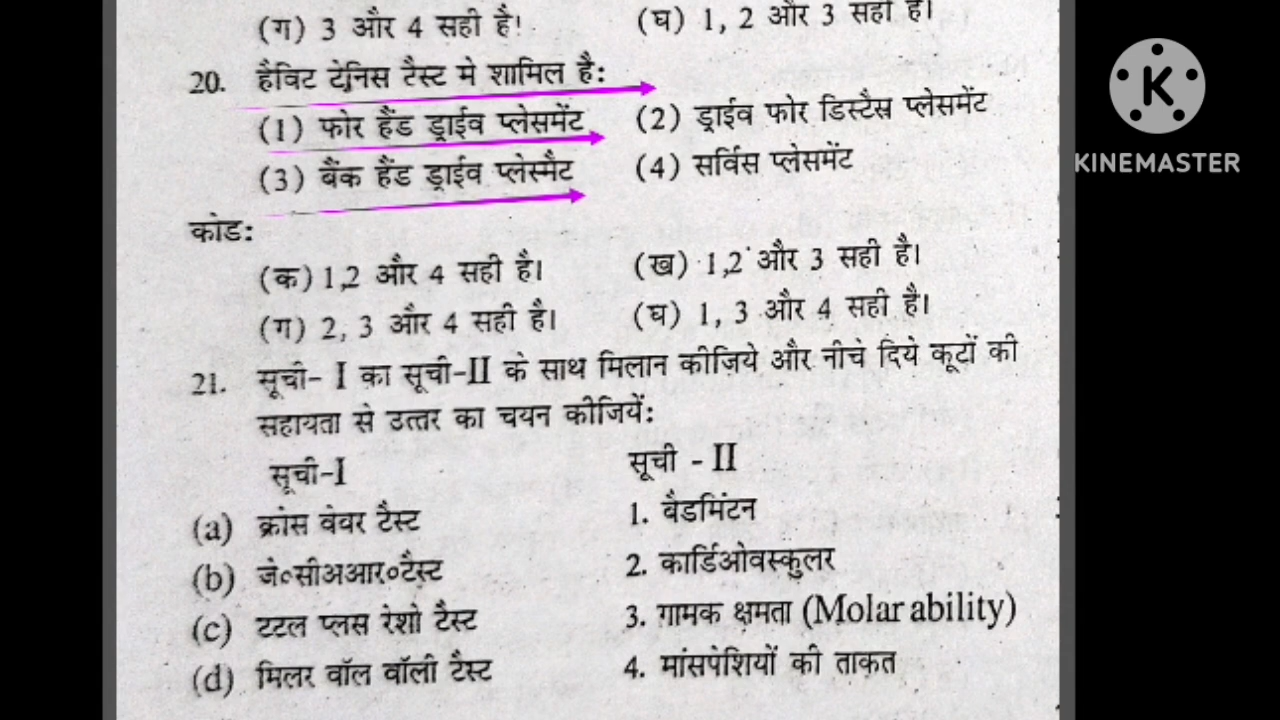 (ग) 3 और 4 सही है! (घ) 1, 2 और 3 सही है।
20. हैविट टेनिस टैस्ट मे शामिल है:
(1) फोर हैंड ड्राईव प्लेसमेंट (2) ड्राईव फोर डिस्टैस प्लेसमेंट
(3) बैंक हैंड ड्राईव प्लेस्मैट (4) सर्विस प्लेसमेंट
कोड:
(क) 1,2 और 4 सही है। (ख) 1,2 और 3 सही है।
(ग) 2, 3 और 4 सही है। (घ) 1, 3 और 4 सही है।
21. सूची- I का सूची-II के साथ मिलान कीज़िये और नीचे दिये कूटों की
सहायता से उत्तर का चयन कीजियें:
सूची-I सूची - II
(a) क्रांस वेवर टैस्ट 1. बैडमिंटन
(b) जे०सीअआर०टैस्ट 2. कार्डिओवस्कुलर
(c) टटल प्लस रेशो टैस्ट 3. गामक क्षमता (Molar ability)
(d) मिलर वॉल वॉली टैस्ट 4. मांसपेशियों की ताक़त
KINEMASTER